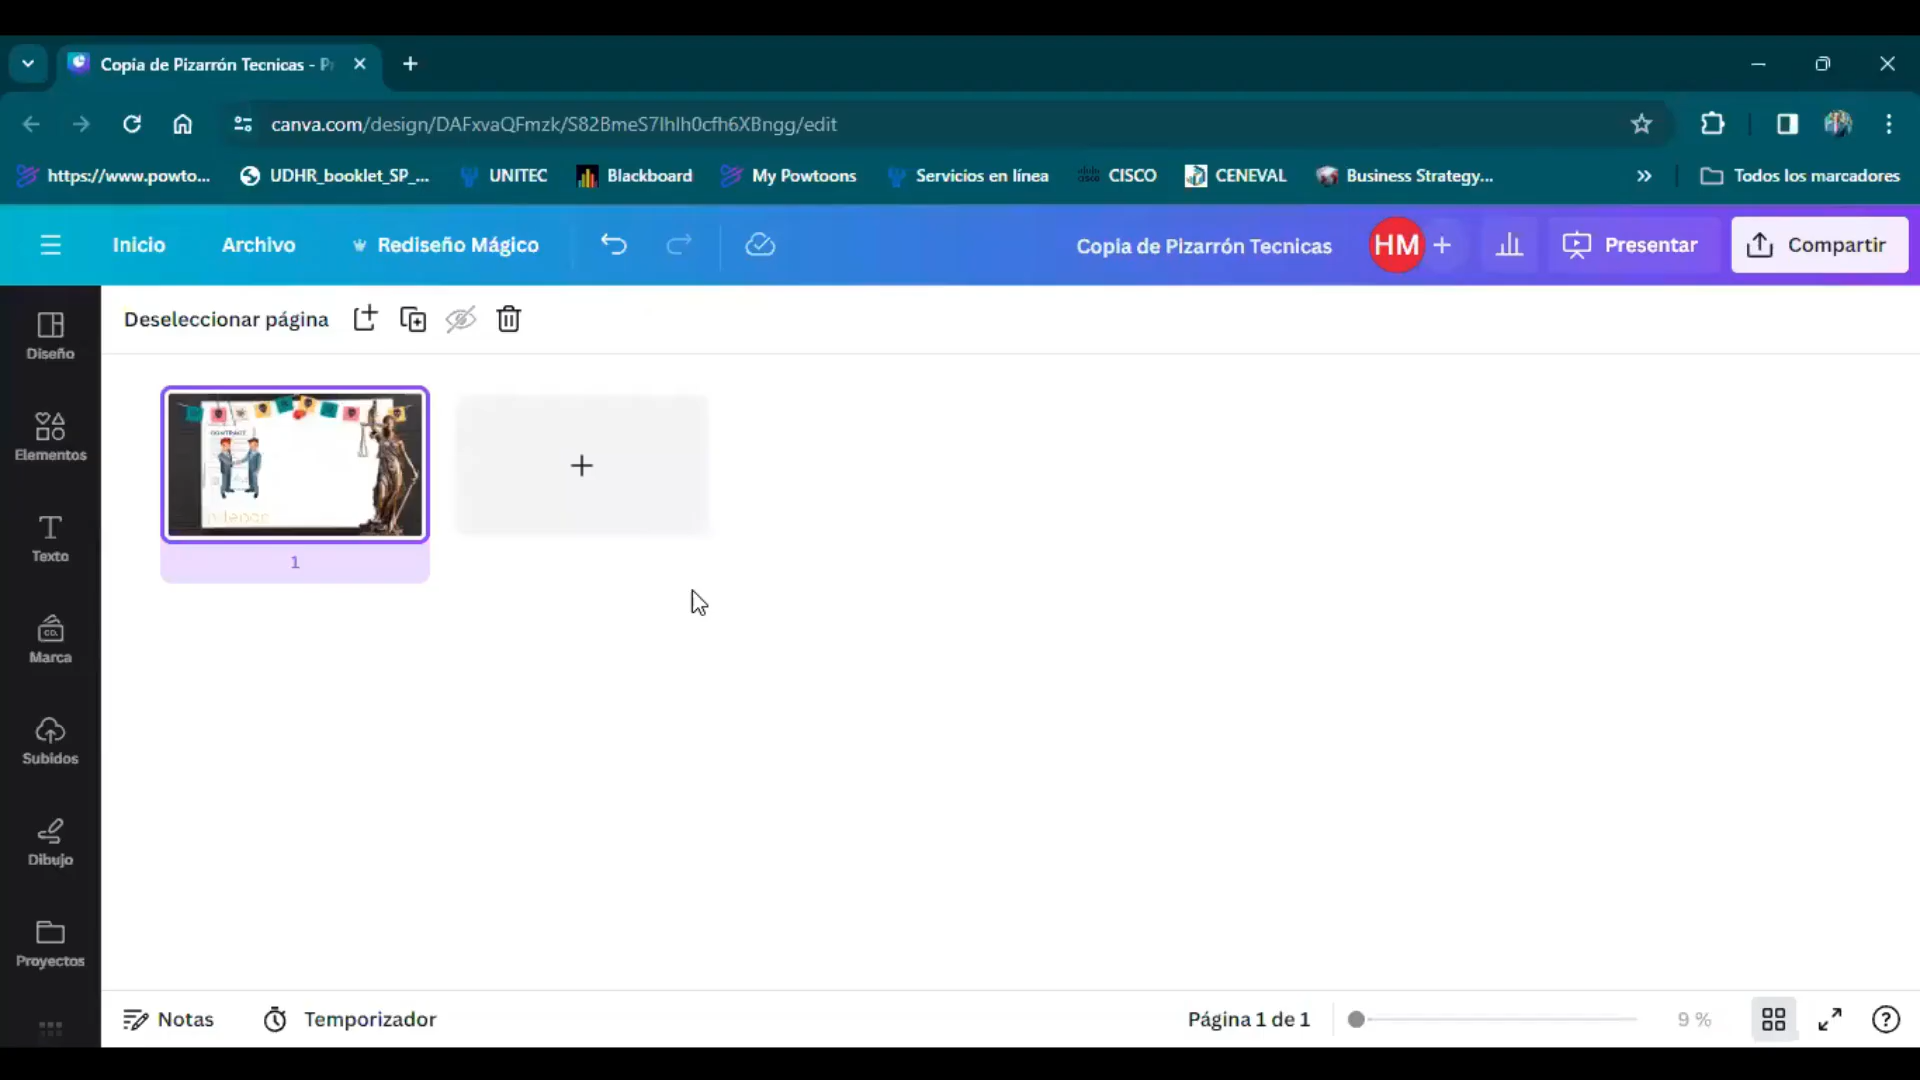 Copia de Pizarrón Tecnicas - Pr
canva.com/design/DAFxvaQFmzk/S82BmeS7lhlh0cfh6XBngg/edit
https://www.powto...
UDHR_booklet_SP_...
UNITEC
Blackboard
My Powtoons
Servicios en línea
CISCO
CENEVAL
Business Strategy...
Todos los marcadores
Inicio
Archivo
Rediseño Mágico
Copia de Pizarrón Tecnicas
HM
Presentar
Compartir
Diseño
Elementos
Texto
Marca
Subidos
Dibujo
Proyectos
Deseleccionar página
CONTRACT
1
Notas
Temporizador
Página 1 de 1
9 %